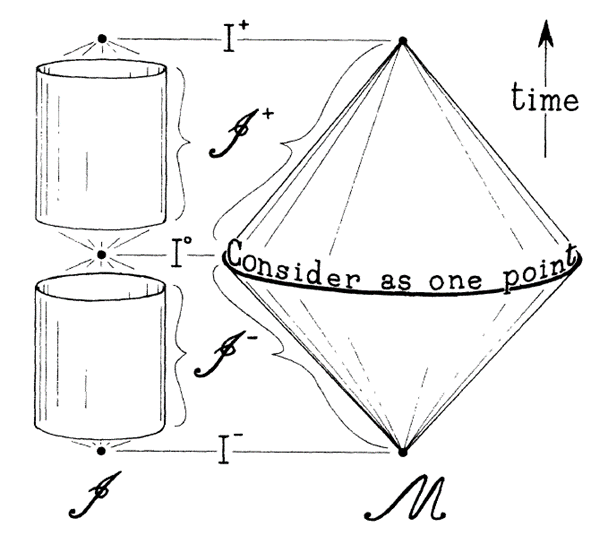 I⁺
time
ℐ⁺
I°
Consider as one point
ℐ⁻
I⁻
ℐ
ℳ